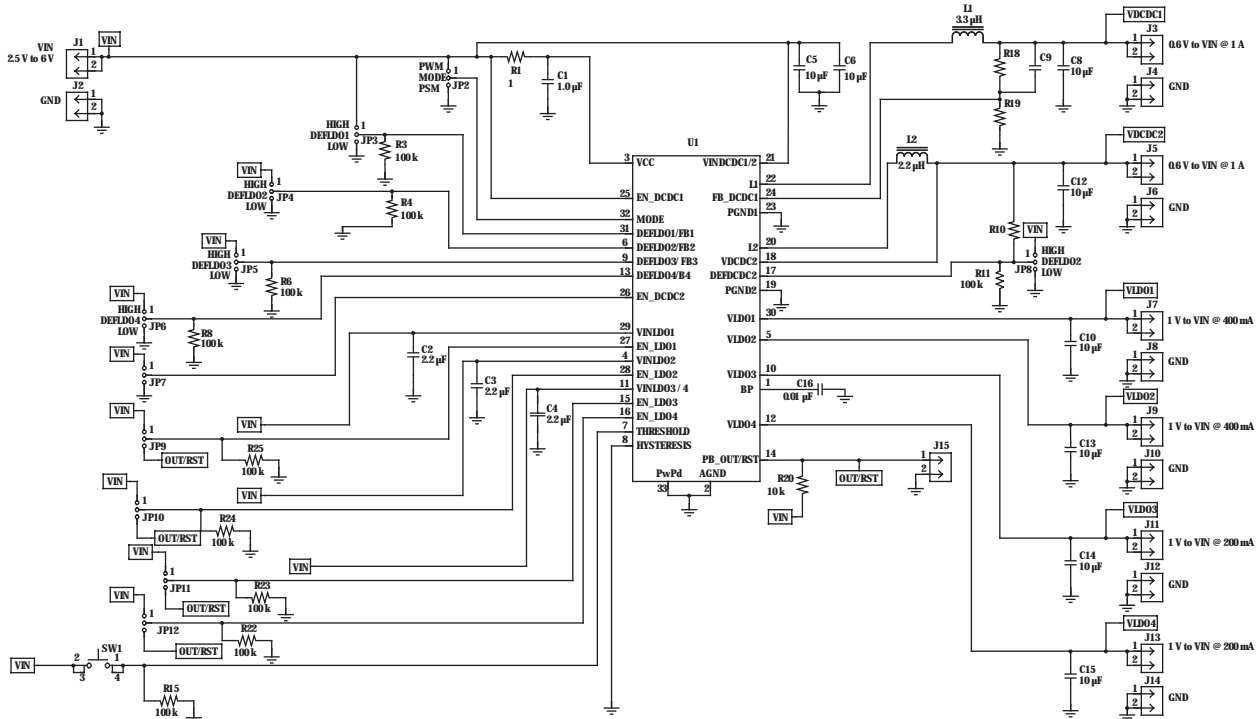 VIN
2.5 V to 6 V
J1
1
2
VIN
GND
J2
1
2
PWM
MODE
PSM
1
JP2
R1
1
C1
1.0 µF
C5
10 µF
C6
10 µF
L1
3.3 µH
R18
C9
C8
10 µF
R19
VDCDC1
J3
1
2
0.6 V to VIN @ 1 A
J4
1
2
GND
HIGH
DEFLDO1
LOW
1
JP3
R3
100 k
VIN
HIGH
DEFLDO2
LOW
1
JP4
R4
100 k
VIN
HIGH
DEFLDO3
LOW
1
JP5
R6
100 k
VIN
HIGH
DEFLDO4
LOW
1
JP6
R8
100 k
VIN
1
JP7
C2
2.2 µF
C3
2.2 µF
C4
2.2 µF
VIN
1
JP9
OUT/RST
R25
100 k
VIN
VIN
VIN
1
JP10
OUT/RST
R24
100 k
VIN
1
JP11
OUT/RST
R23
100 k
VIN
VIN
1
JP12
OUT/RST
R22
100 k
VIN
SW1
2
1
3
4
R15
100 k
U1
3 VCC
25 EN_DCDC1
32 MODE
31 DEFLDO1/FB1
6 DEFLDO2/FB2
9 DEFLDO3/ FB3
13 DEFLDO4/B4
26 EN_DCDC2
29 VINLDO1
27 EN_LDO1
4 VINLDO2
28 EN_LDO2
11 VINLDO3 / 4
15 EN_LDO3
16 EN_LDO4
7 THRESHOLD
8 HYSTERESIS
PwPd
33
AGND
2
VINDCDC1/2 21
L1 22
FB_DCDC1 24
PGND1 23
L2 20
VDCDC2 18
DEFDCDC2 17
PGND2 19
VLDO1 30
VLDO2 5
VLDO3 10
BP 1
VLDO4 12
PB_OUT/RST 14
L2
2.2 µH
C12
10 µF
R10
VIN
1
HIGH
DEFLDO2
LOW
JP8
R11
100 k
VDCDC2
J5
1
2
0.6 V to VIN @ 1 A
J6
1
2
GND
VLDO1
J7
1
2
1 V to VIN @ 400 mA
C10
10 µF
J8
1
2
GND
C16
0.01 µF
VLDO2
J9
1
2
1 V to VIN @ 400 mA
C13
10 µF
J10
1
2
GND
J15
1
2
R20
10 k
OUT/RST
VIN
VLDO3
J11
1
2
1 V to VIN @ 200 mA
C14
10 µF
J12
1
2
GND
VLDO4
J13
1
2
1 V to VIN @ 200 mA
C15
10 µF
J14
1
2
GND